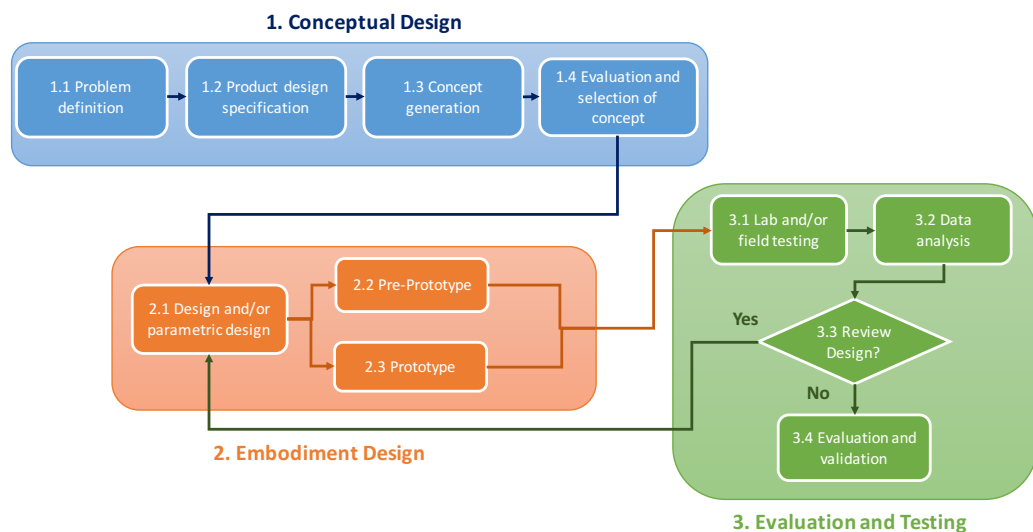 1. Conceptual Design
1.1 Problem
definition
1.2 Product design
specification
1.3 Concept
generation
1.4 Evaluation and
selection of
concept
2.1 Design and/or
parametric design
2.2 Pre-Prototype
2.3 Prototype
2. Embodiment Design
3.1 Lab and/or
field testing
3.2 Data
analysis
3.3 Review
Design?
Yes
No
3.4 Evaluation and
validation
3. Evaluation and Testing